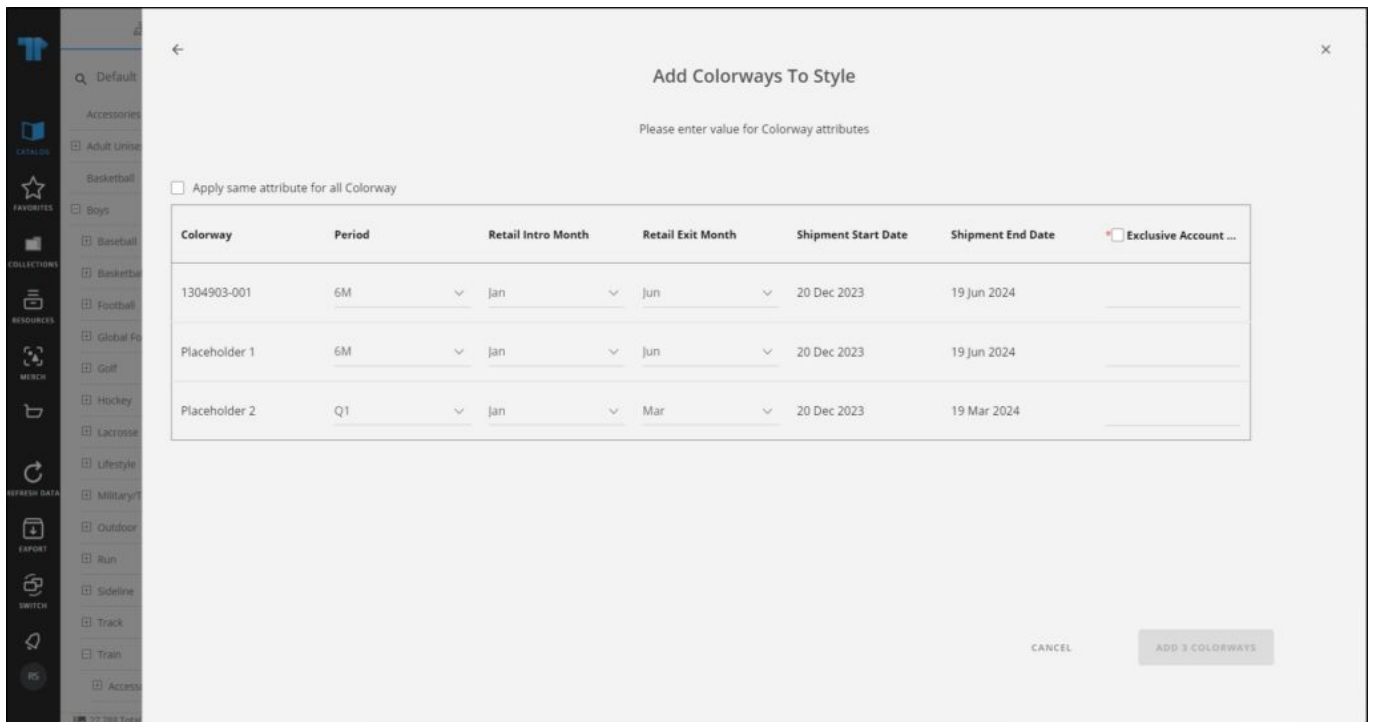 Add Colorways To Style
Please enter value for Colorway attributes
Apply same attribute for all Colorway
Colorway Period Retail Intro Month Retail Exit Month Shipment Start Date Shipment End Date * Exclusive Account ...
1304903-001 6M Jan Jun 20 Dec 2023 19 Jun 2024
Placeholder 1 6M Jan Jun 20 Dec 2023 19 Jun 2024
Placeholder 2 Q1 Jan Mar 20 Dec 2023 19 Mar 2024
CANCEL ADD 3 COLORWAYS
CATALOG
FAVORITES
COLLECTIONS
RESOURCES
MERCH
REFRESH DATA
EXPORT
SWITCH
RS
Default
Accessories
Adult
Basketball
Boys
Baseball
Football
Global
Golf
Hockey
Lacrosse
Lifestyle
Outdoor
Run
Sideline
Track
Train